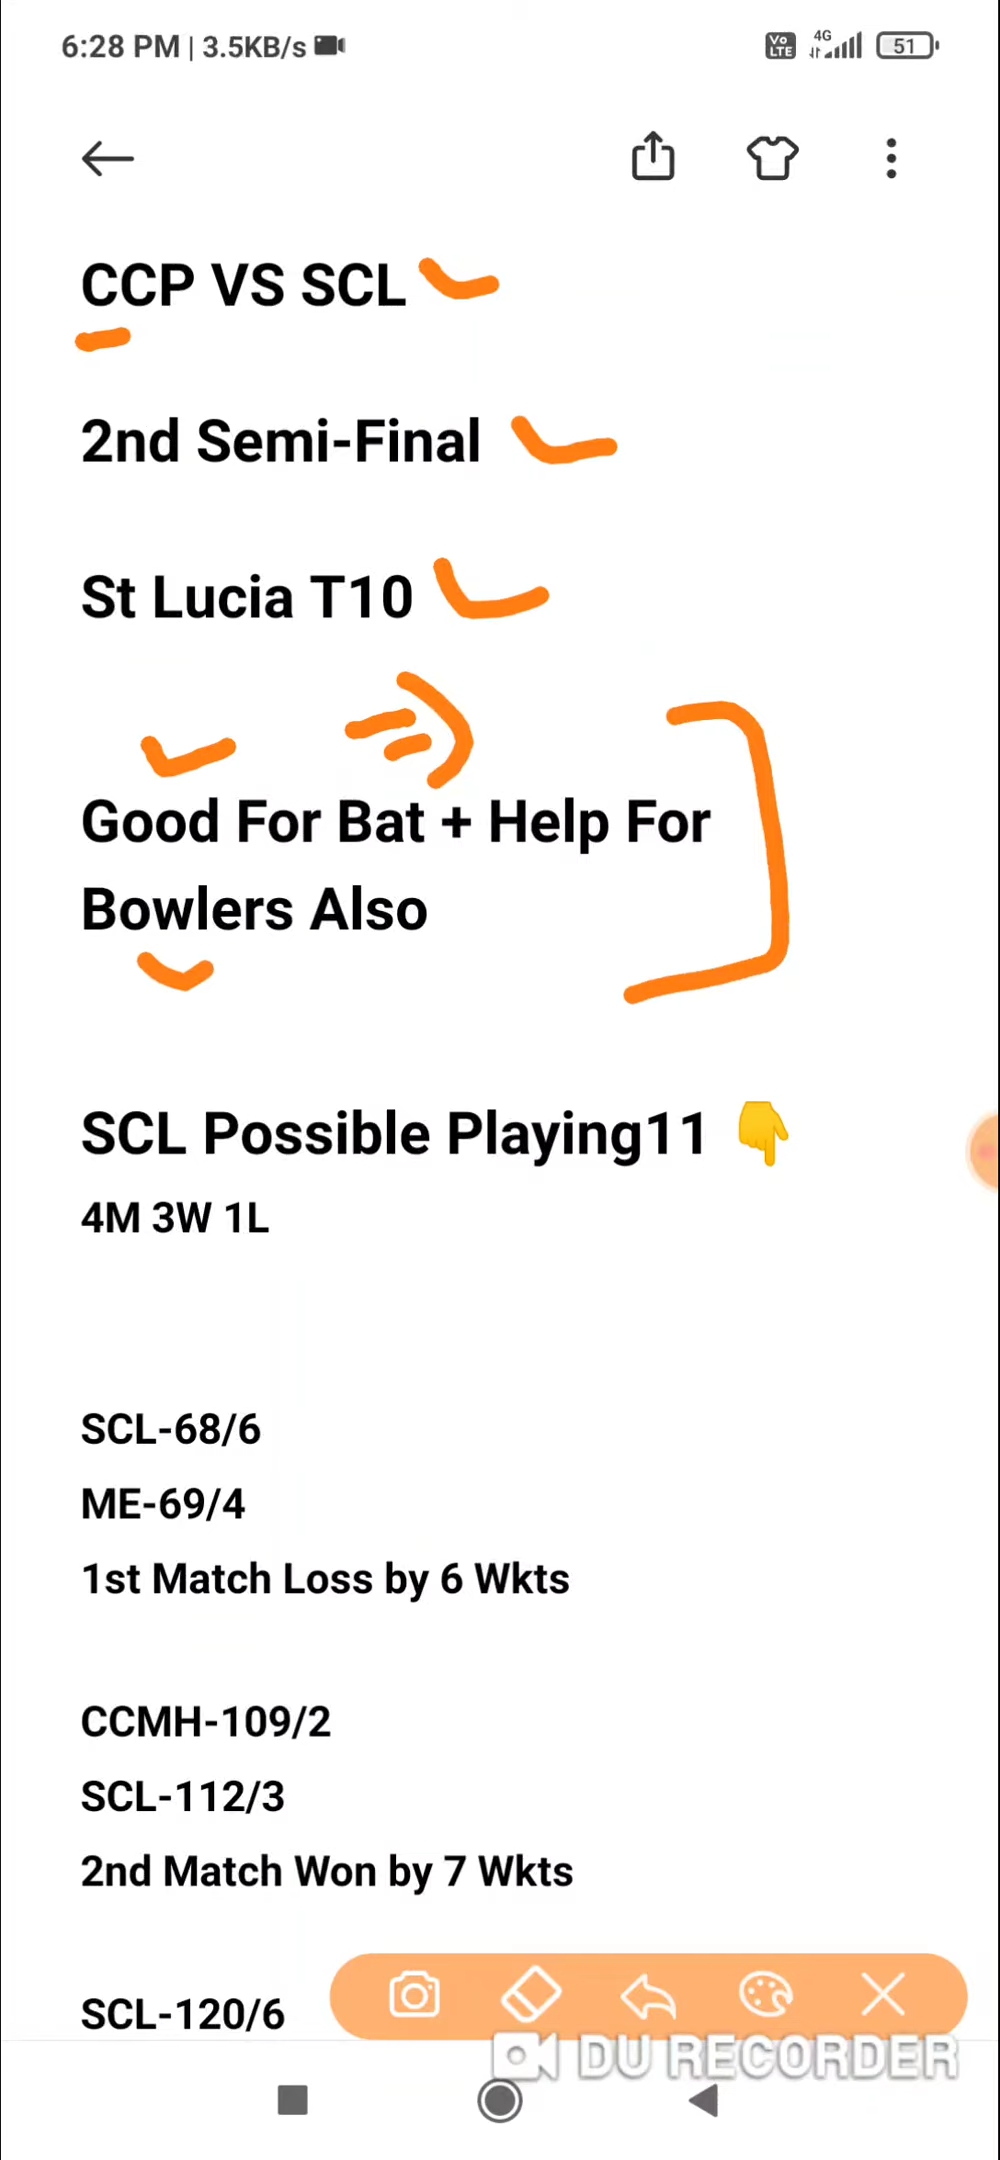 6:28 PM | 3.5KB/s
Vo LTE 4G 51
CCP VS SCL
2nd Semi-Final
St Lucia T10
Good For Bat + Help For
Bowlers Also
SCL Possible Playing11 👇
4M 3W 1L
SCL-68/6
ME-69/4
1st Match Loss by 6 Wkts
CCMH-109/2
SCL-112/3
2nd Match Won by 7 Wkts
SCL-120/6
DU RECORDER